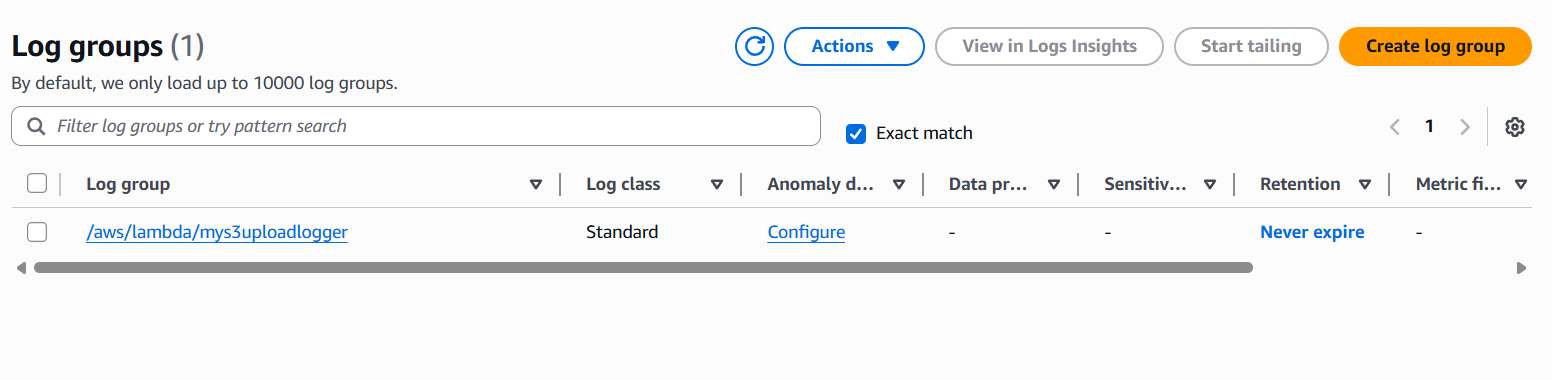 Log groups (1)
Actions
View in Logs Insights
Start tailing
Create log group
By default, we only load up to 10000 log groups.
Filter log groups or try pattern search
Exact match
1
Log group Log class Anomaly d... Data pr... Sensitiv... Retention Metric fi...
/aws/lambda/mys3uploadlogger Standard Configure - - Never expire -